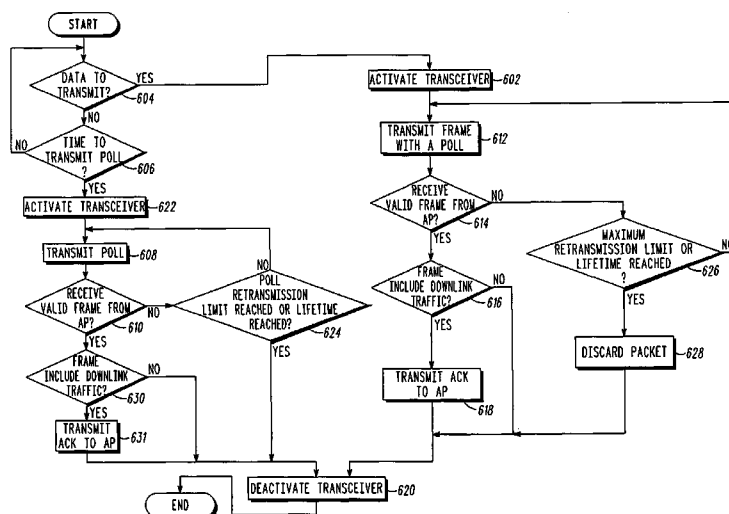 START
DATA TO
TRANSMIT?
604
YES
NO
TIME TO
TRANSMIT POLL
?
606
NO
YES
ACTIVATE TRANSCEIVER
622
TRANSMIT POLL
608
RECEIVE
VALID FRAME FROM
AP?
610
NO
YES
FRAME
INCLUDE DOWNLINK
TRAFFIC?
630
NO
YES
TRANSMIT
ACK TO AP
631
NO
POLL
RETRANSMISSION
LIMIT REACHED OR LIFETIME
REACHED?
624
YES
ACTIVATE TRANSCEIVER
602
TRANSMIT FRAME
WITH A POLL
612
RECEIVE
VALID FRAME FROM
AP?
614
NO
YES
FRAME
INCLUDE DOWNLINK
TRAFFIC?
616
NO
YES
TRANSMIT ACK
TO AP
618
MAXIMUM
RETRANSMISSION LIMIT OR
LIFETIME REACHED
?
626
NO
YES
DISCARD PACKET
628
DEACTIVATE TRANSCEIVER
620
END